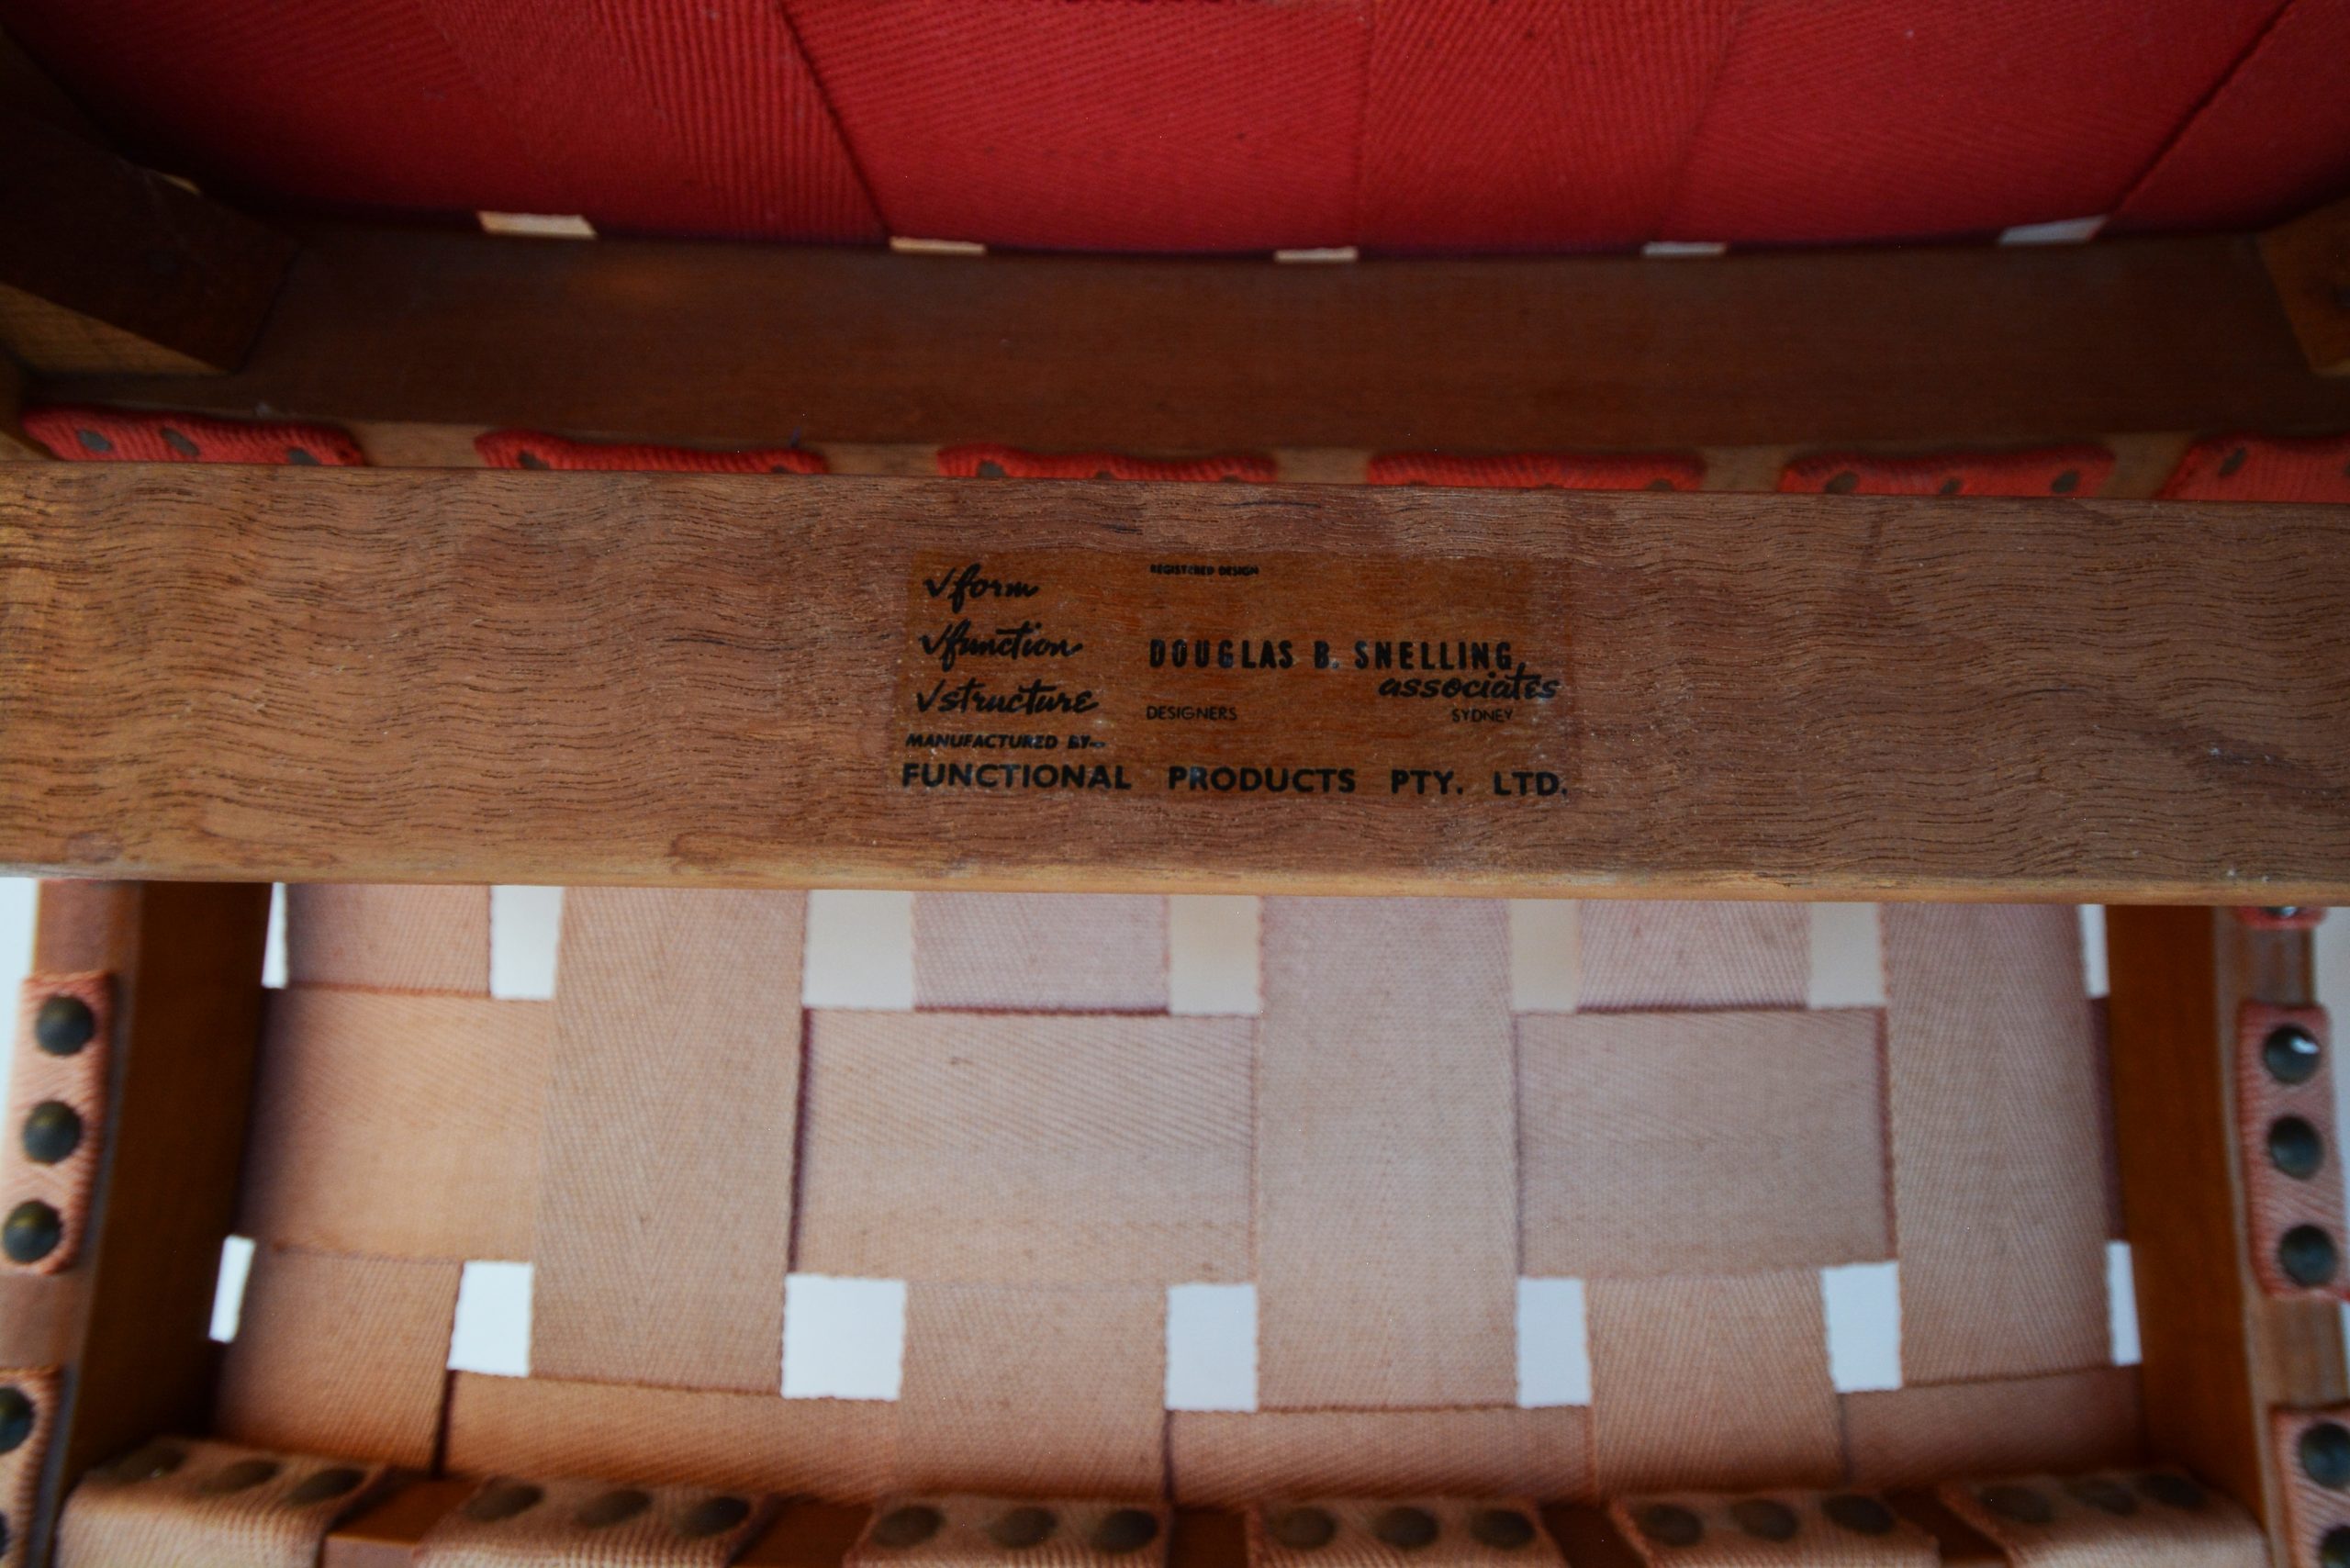 REGISTERED DESIGN
√form
√function
√structure
DOUGLAS B. SNELLING,
associates
DESIGNERS SYDNEY
MANUFACTURED BY--
FUNCTIONAL PRODUCTS PTY. LTD.